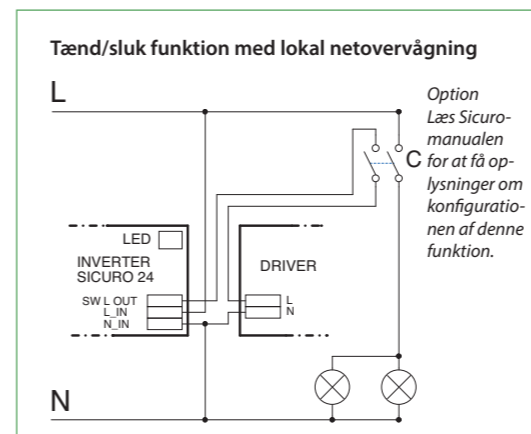 Tænd/sluk funktion med lokal netovervågning
L
Option
Læs Sicuro-
manualen
for at få op-
lysninger om
konfiguratio-
nen af denne
funktion.
C
LED
INVERTER
SICURO 24
SW L OUT
L_IN
N_IN
DRIVER
L
N
N